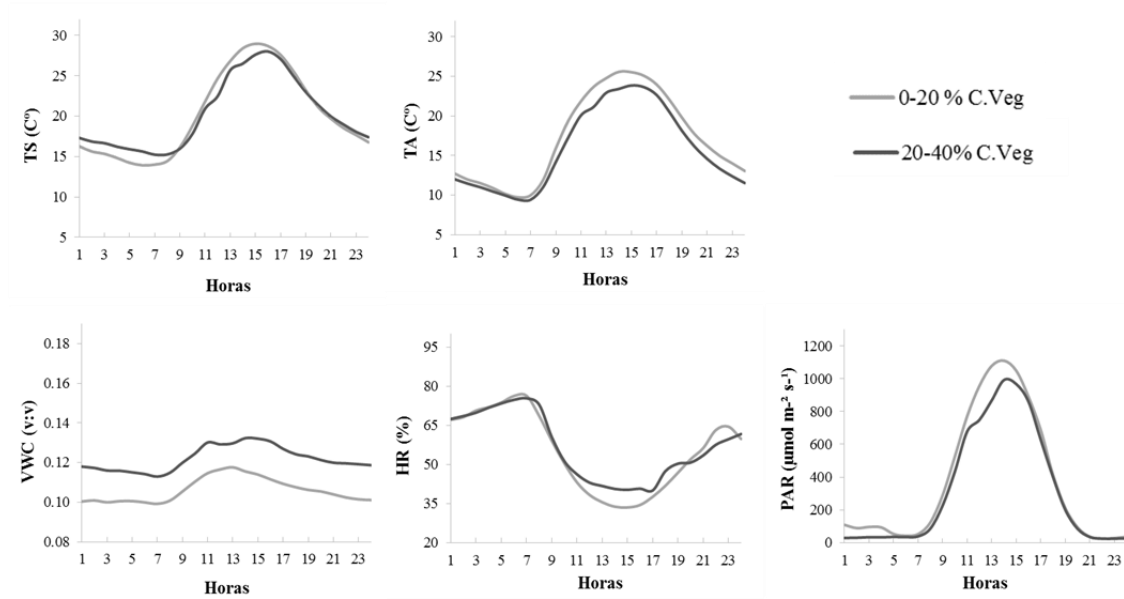 TS (Cº)
30
25
20
15
10
5
1 3 5 7 9 11 13 15 17 19 21 23
Horas
TA (Cº)
30
25
20
15
10
5
1 3 5 7 9 11 13 15 17 19 21 23
Horas
0-20 % C.Veg
20-40% C.Veg
VWC (v:v)
0.18
0.16
0.14
0.12
0.10
0.08
1 3 5 7 9 11 13 15 17 19 21 23
Horas
HR (%)
95
80
65
50
35
20
1 3 5 7 9 11 13 15 17 19 21 23
Horas
PAR (µmol m-² s-¹)
1200
1000
800
600
400
200
0
1 3 5 7 9 11 13 15 17 19 21 23
Horas